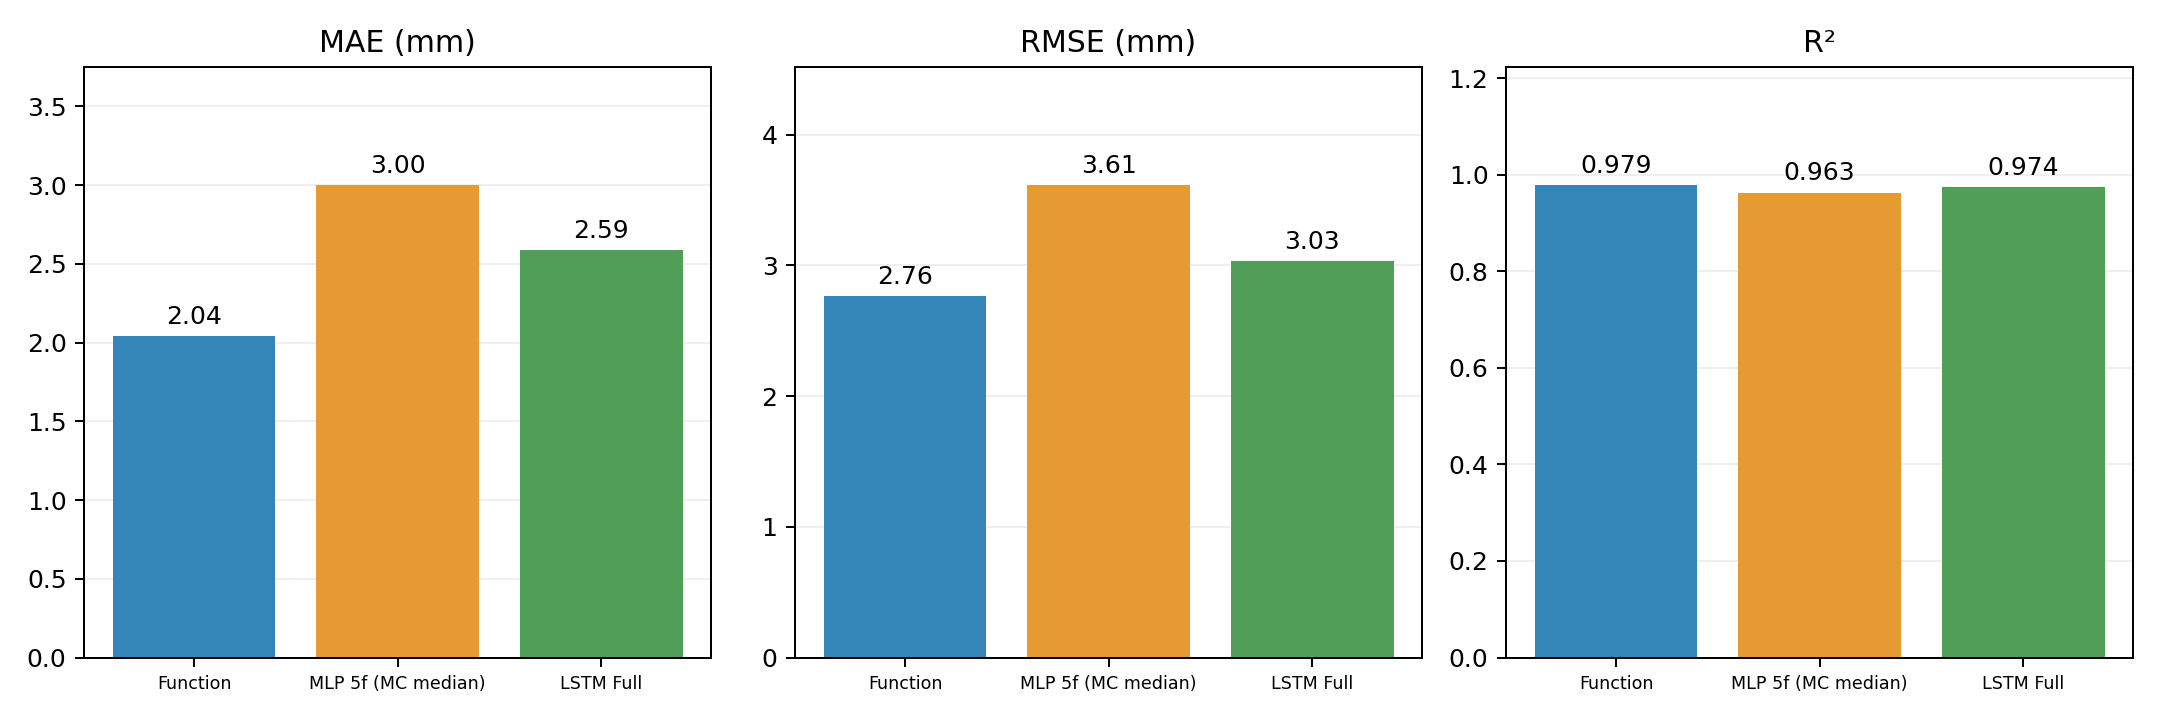 MAE (mm)
3.5
3.0
2.5
2.0
1.5
1.0
0.5
0.0
2.04
3.00
2.59
Function
MLP 5f (MC median)
LSTM Full
RMSE (mm)
4
3
2
1
0
2.76
3.61
3.03
Function
MLP 5f (MC median)
LSTM Full
R²
1.2
1.0
0.8
0.6
0.4
0.2
0.0
0.979
0.963
0.974
Function
MLP 5f (MC median)
LSTM Full